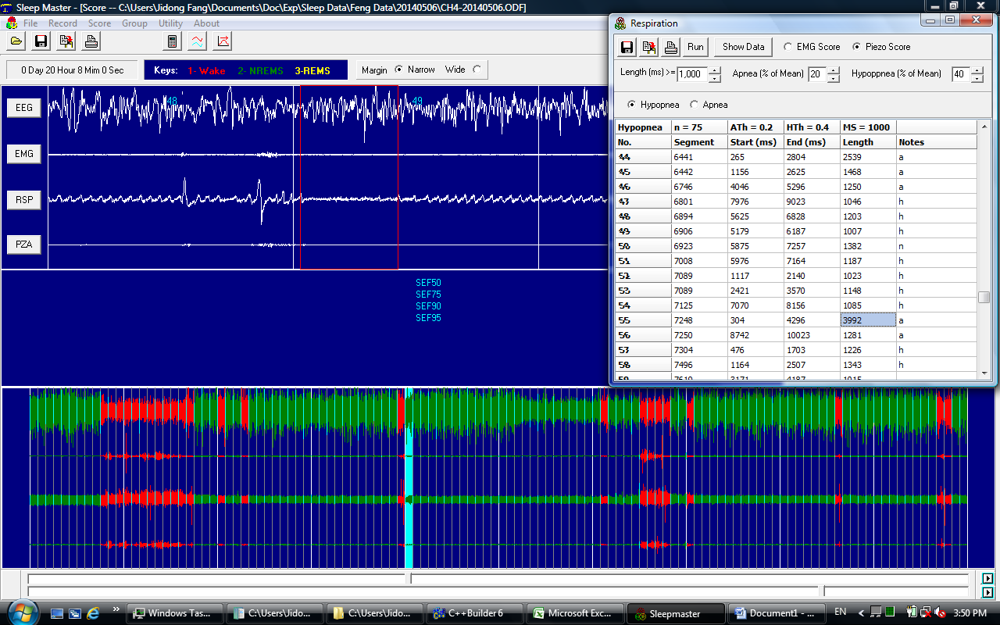 Sleep Master - [Score -- C:\Users\Jidong Fang\Documents\Doc\Exp\Sleep Data\Feng Data\20140506\CH4-20140506.ODF]
File Record Score Group Utility About
0 Day 20 Hour 8 Mim 0 Sec
Keys: 1- Wake 2- NREMS 3-REMS
Margin Narrow Wide
48 49
EEG
EMG
RSP
PZA
SEF50
SEF75
SEF90
SEF95
Respiration
Run Show Data EMG Score Piezo Score
Length (ms) >= 1,000 Apnea (% of Mean) 20 Hypoppnea (% of Mean) 40
Hypopnea Apnea
Hypopnea n = 75 ATh = 0.2 HTh = 0.4 MS = 1000
No. Segment Start (ms) End (ms) Length Notes
44 6441 265 2804 2539 a
45 6442 1156 2625 1468 a
46 6746 4046 5296 1250 a
47 6801 7976 9023 1046 h
48 6894 5625 6828 1203 h
49 6906 5179 6187 1007 h
50 6923 5875 7257 1382 n
51 7008 5976 7164 1187 h
52 7089 1117 2140 1023 h
53 7089 2421 3570 1148 h
54 7125 7070 8156 1085 h
55 7248 304 4296 3992 a
56 7250 8742 10023 1281 a
57 7304 476 1703 1226 h
58 7496 1164 2507 1343 h
59 7610 3171 4187 1015
Windows Tas... C:\Users\Jido... C:\Users\Jido... C++Builder 6 Microsoft Exc... Sleepmaster Document1 - ... EN 3:50 PM